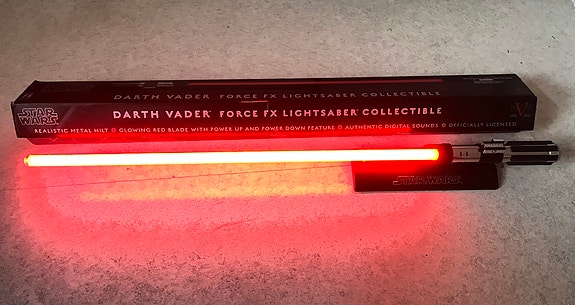 DARTH VADER FORCE FX LIGHTSABER COLLECTIBLE
STAR WARS
DARTH VADER® FORCE FX LIGHTSABER™ COLLECTIBLE
REALISTIC METAL HILT ✪ GLOWING RED BLADE WITH POWER UP AND POWER DOWN FEATURE ✪ AUTHENTIC DIGITAL SOUNDS ✪ OFFICIALLY LICENSED
STAR WARS